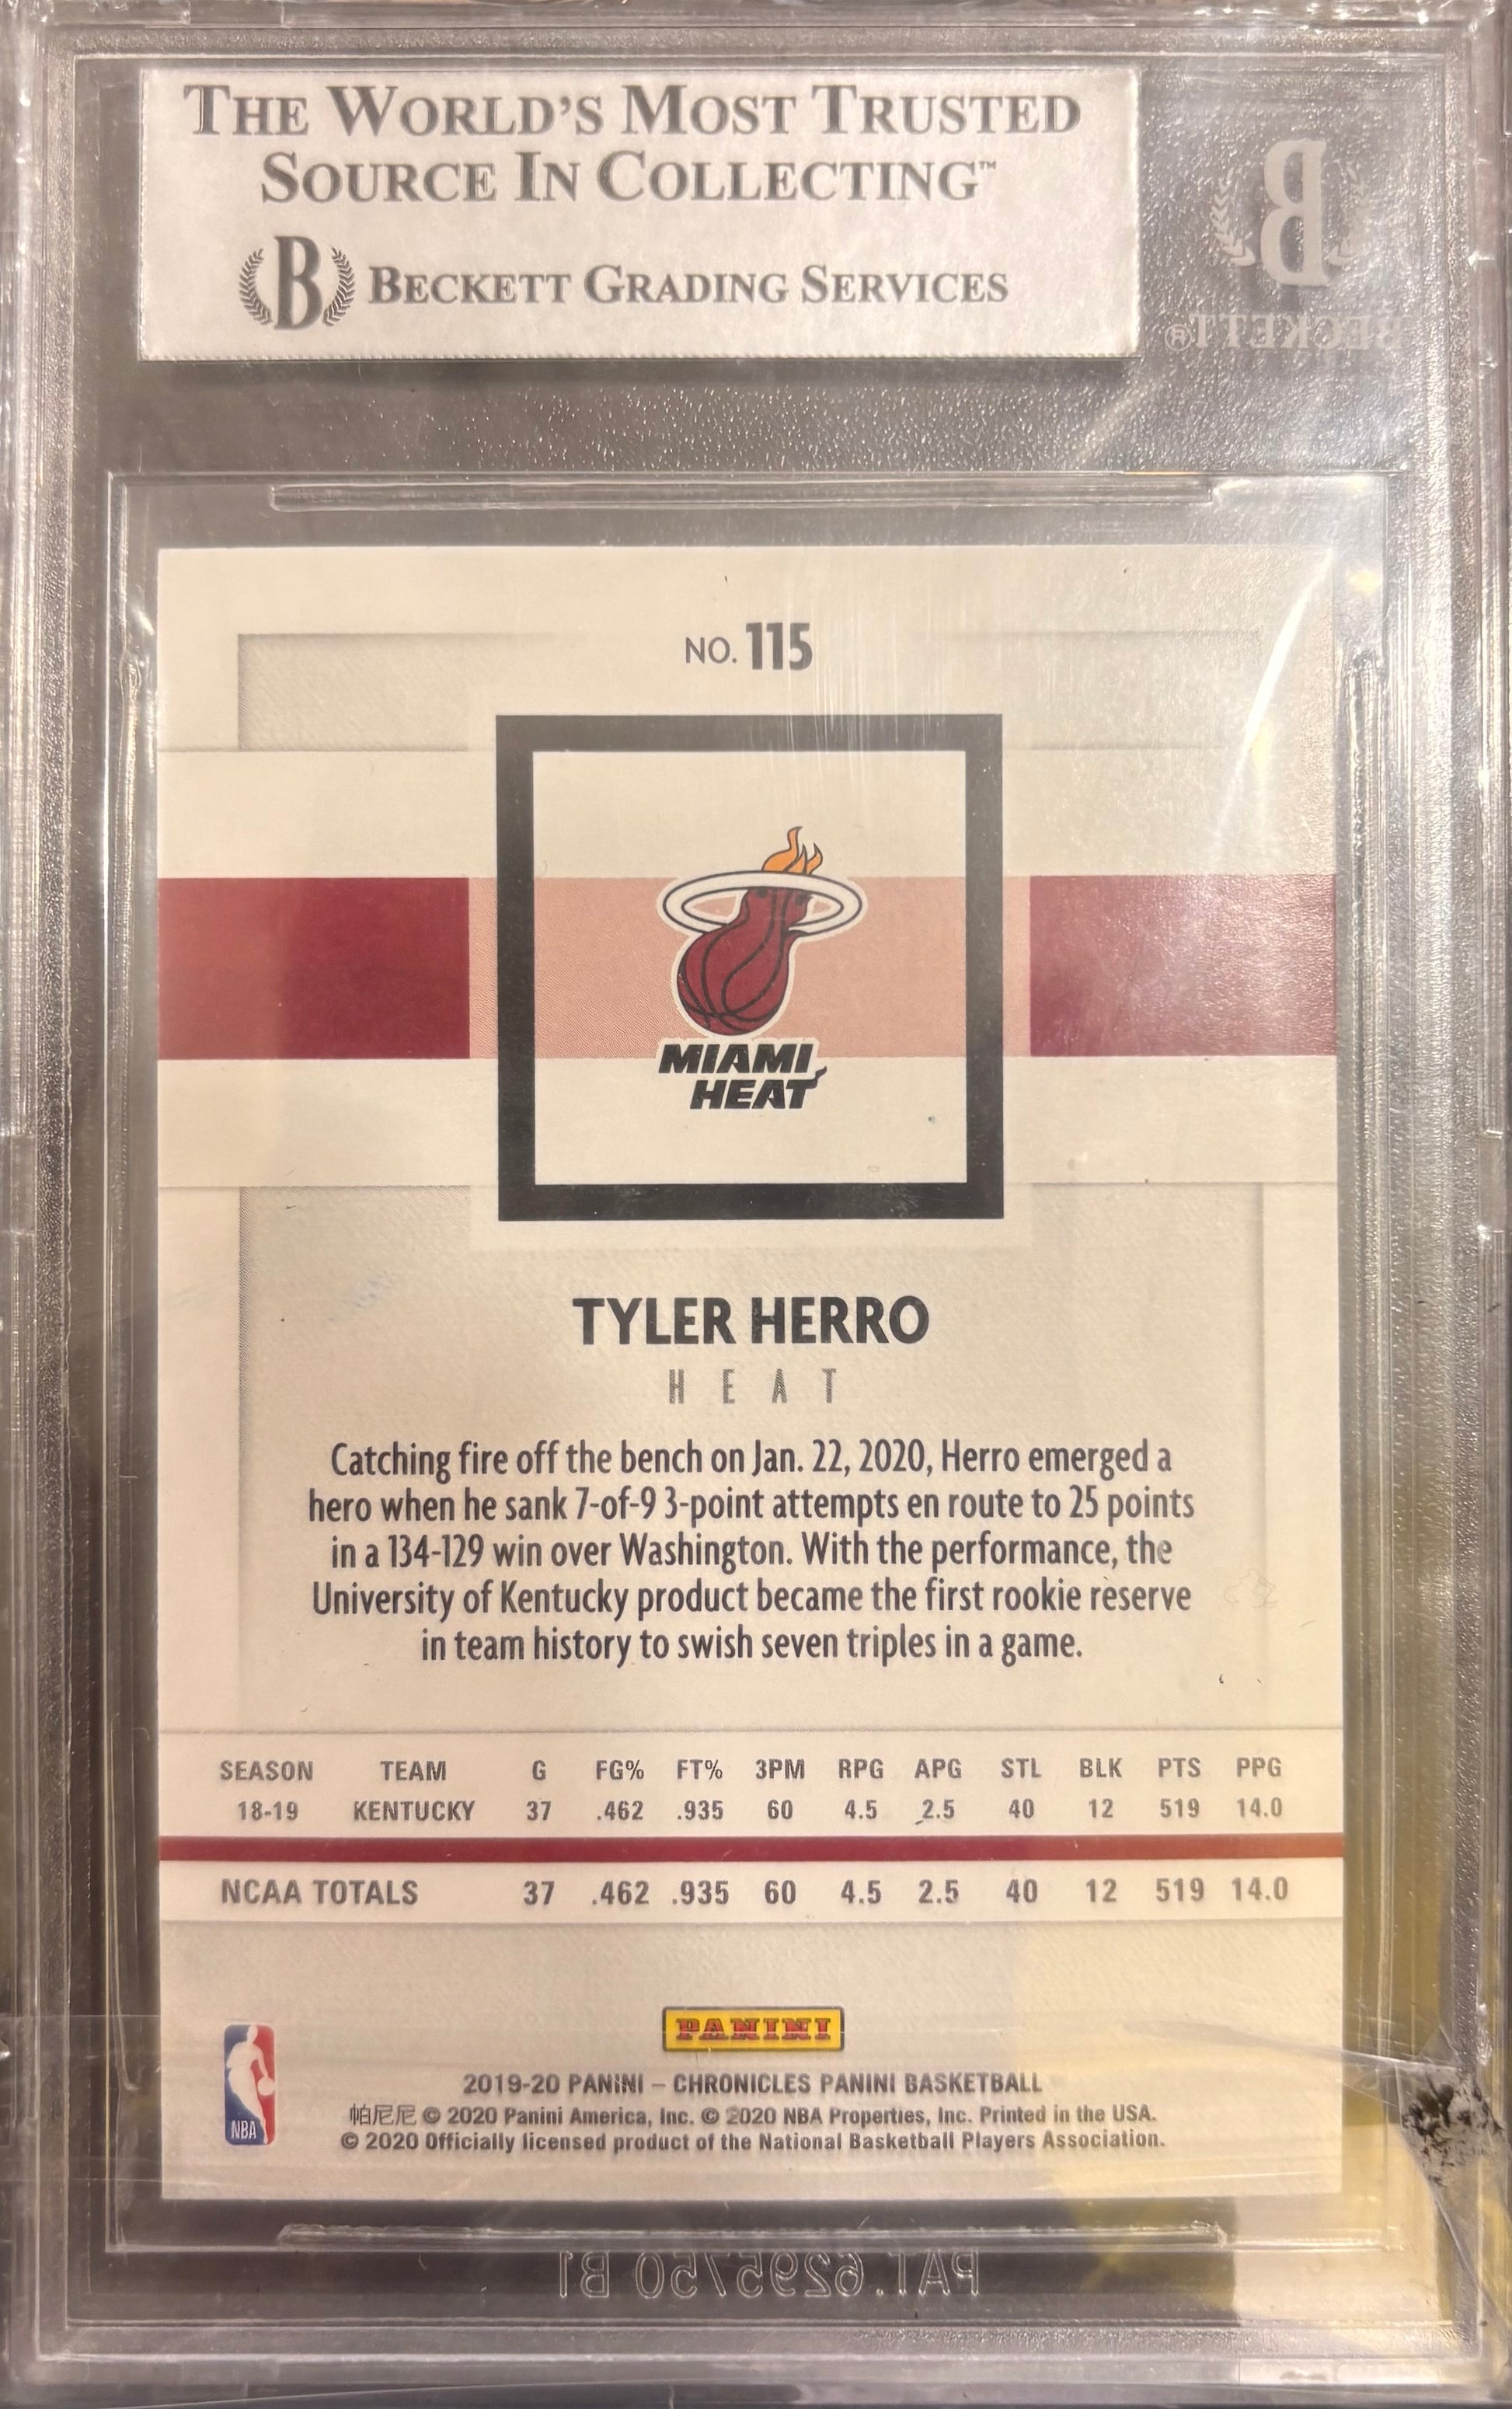 THE WORLD'S MOST TRUSTED
SOURCE IN COLLECTING™
B BECKETT GRADING SERVICES
B
BECKETT®
NO. 115
MIAMI
HEAT
TYLER HERRO
HEAT
Catching fire off the bench on Jan. 22, 2020, Herro emerged a
hero when he sank 7-of-9 3-point attempts en route to 25 points
in a 134-129 win over Washington. With the performance, the
University of Kentucky product became the first rookie reserve
in team history to swish seven triples in a game.
SEASON TEAM G FG% FT% 3PM RPG APG STL BLK PTS PPG
18-19 KENTUCKY 37 .462 .935 60 4.5 2.5 40 12 519 14.0
NCAA TOTALS 37 .462 .935 60 4.5 2.5 40 12 519 14.0
NBA
PANINI
2019-20 PANINI – CHRONICLES PANINI BASKETBALL
帕尼尼 © 2020 Panini America, Inc. © 2020 NBA Properties, Inc. Printed in the USA.
© 2020 Officially licensed product of the National Basketball Players Association.
PAT.6295750 B1